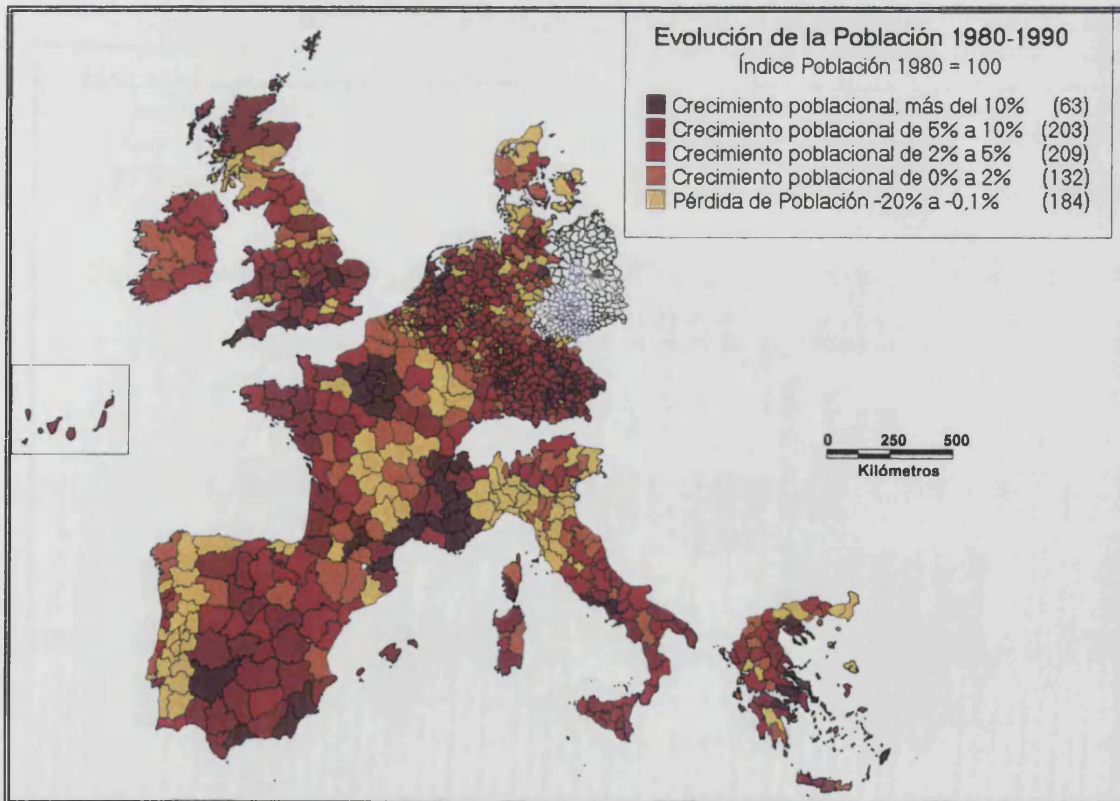 Evolución de la Población 1980-1990
Índice Población 1980 = 100
Crecimiento poblacional, más del 10% (63)
Crecimiento poblacional de 5% a 10% (203)
Crecimiento poblacional de 2% a 5% (209)
Crecimiento poblacional de 0% a 2% (132)
Pérdida de Población -20% a -0,1% (184)
0 250 500
Kilómetros